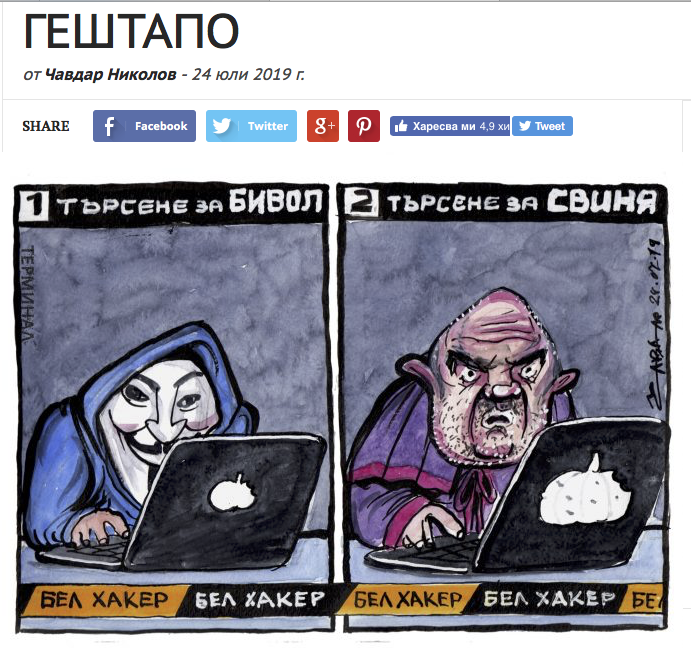 ГЕШТАПО
от Чавдар Николов - 24 юли 2019 г.
SHARE
Facebook
Twitter
g+
Харесва ми 4,9 хи
Tweet
1 ТЪРСЕНЕ ЗА БИВОЛ
2 ТЪРСЕНЕ ЗА СВИНЯ
ТЕРМИНАЛ
БЕЛ ХАКЕР БЕЛ ХАКЕР
БЕЛ ХАКЕР БЕЛ ХАКЕР БЕ